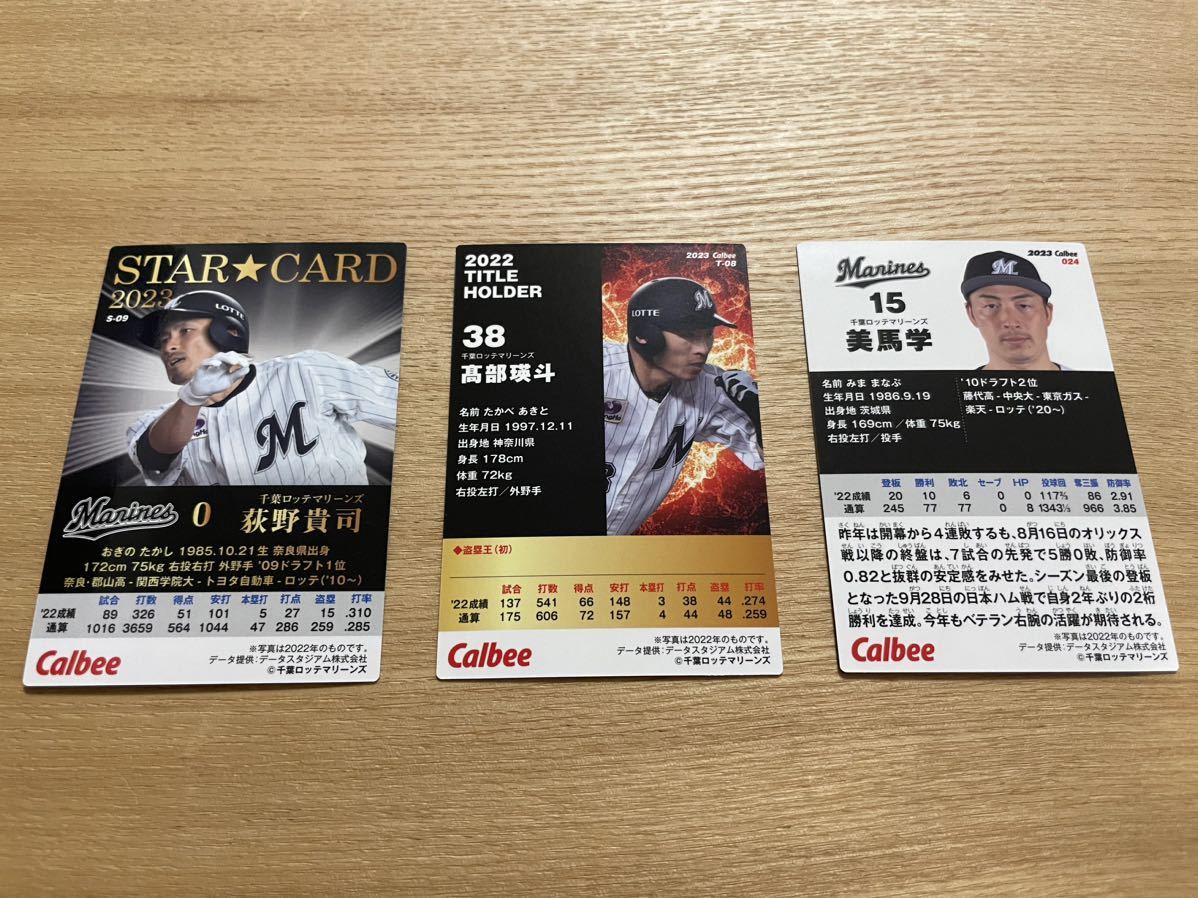 STAR★CARD
2023
S-09
LOTTE
M
Marines
0
千葉ロッテマリーンズ
荻野貴司
おぎの たかし 1985.10.21生 奈良県出身
172cm 75kg 右投右打 外野手 '09ドラフト1位
奈良・郡山高-関西学院大-トヨタ自動車-ロッテ('10〜)
試合 打数 得点 安打 本塁打 打点 盗塁 打率
'22成績 89 326 51 101 5 27 15 .310
通算 1016 3659 564 1044 47 286 259 .285
※写真は2022年のものです。
データ提供:データスタジアム株式会社
©千葉ロッテマリーンズ
Calbee
2022
TITLE
HOLDER
2023 Calbee
T-08
LOTTE
M
38
千葉ロッテマリーンズ
髙部瑛斗
名前 たかべ あきと
生年月日 1997.12.11
出身地 神奈川県
身長 178cm
体重 72kg
右投左打/外野手
◆盗塁王(初)
試合 打数 得点 安打 本塁打 打点 盗塁 打率
'22成績 137 541 66 148 3 38 44 .274
通算 175 606 72 157 4 44 48 .259
※写真は2022年のものです。
データ提供:データスタジアム株式会社
©千葉ロッテマリーンズ
Calbee
Marines
15
千葉ロッテマリーンズ
美馬学
2023 Calbee
024
M
名前 みま まなぶ
生年月日 1986.9.19
出身地 茨城県
身長 169cm/体重 75kg
右投左打/投手
'10ドラフト2位
藤代高-中央大-東京ガス-
楽天-ロッテ('20〜)
登板 勝利 敗北 セーブ HP 投球回 奪三振 防御率
'22成績 20 10 6 0 0 117⅔ 86 2.91
通算 245 77 77 0 8 1343⅓ 966 3.85
昨年は開幕から4連敗するも、8月16日のオリックス
戦以降の終盤は、7試合の先発で5勝0敗、防御率
0.82と抜群の安定感をみせた。シーズン最後の登板
となった9月28日の日本ハム戦で自身2年ぶりの2桁
勝利を達成。今年もベテラン右腕の活躍が期待される。
※写真は2022年のものです。
データ提供:データスタジアム株式会社
©千葉ロッテマリーンズ
Calbee